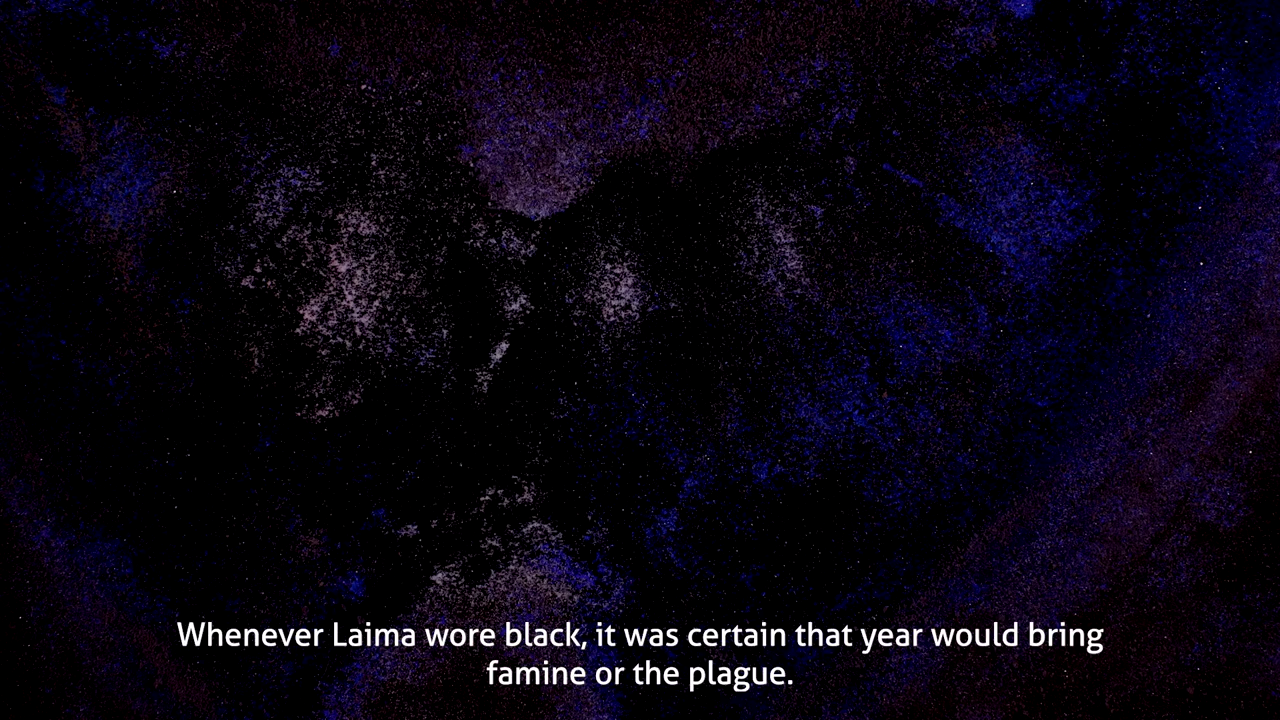 Whenever Laima wore black, it was certain that year would bring
famine or the plague.